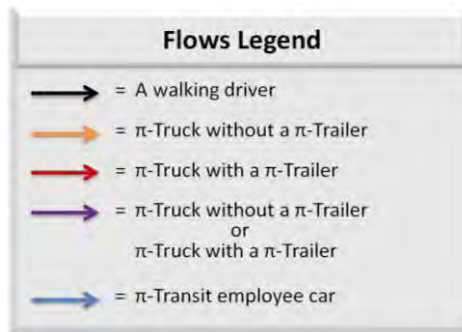 Flows Legend
= A walking driver
= π-Truck without a π-Trailer
= π-Truck with a π-Trailer
= π-Truck without a π-Trailer
or
π-Truck with a π-Trailer
= π-Transit employee car